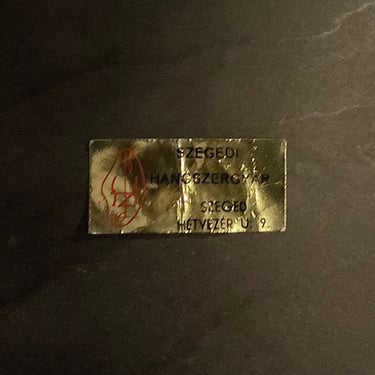 SZEGEDI
HANGSZERGYÁR
SZEGED
HÉTVEZÉR U. 9.